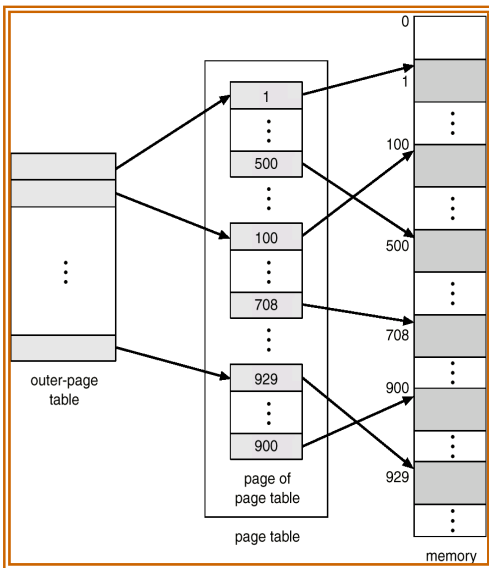 0
1
100
500
708
900
929
1
500
100
708
929
900
outer-page
table
page of
page table
page table
memory